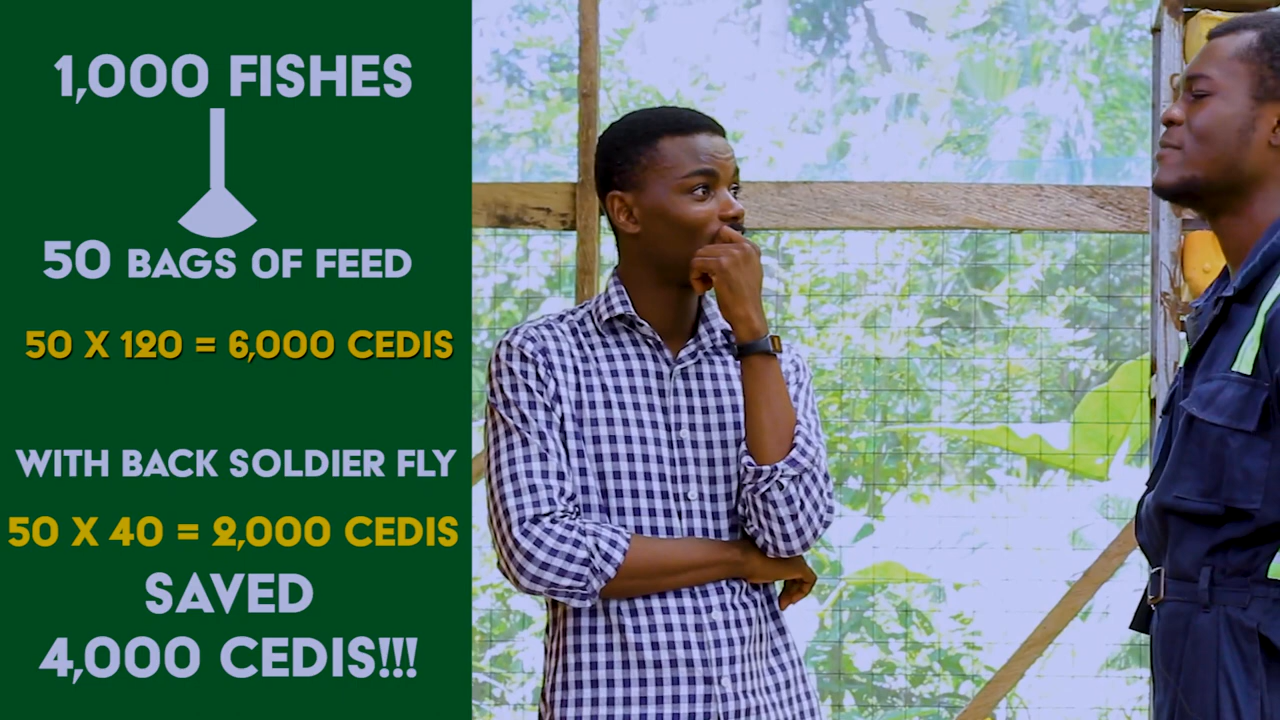 1,000 FISHES
50 BAGS OF FEED
50 X 120 = 6,000 CEDIS
WITH BACK SOLDIER FLY
50 X 40 = 2,000 CEDIS
SAVED
4,000 CEDIS!!!